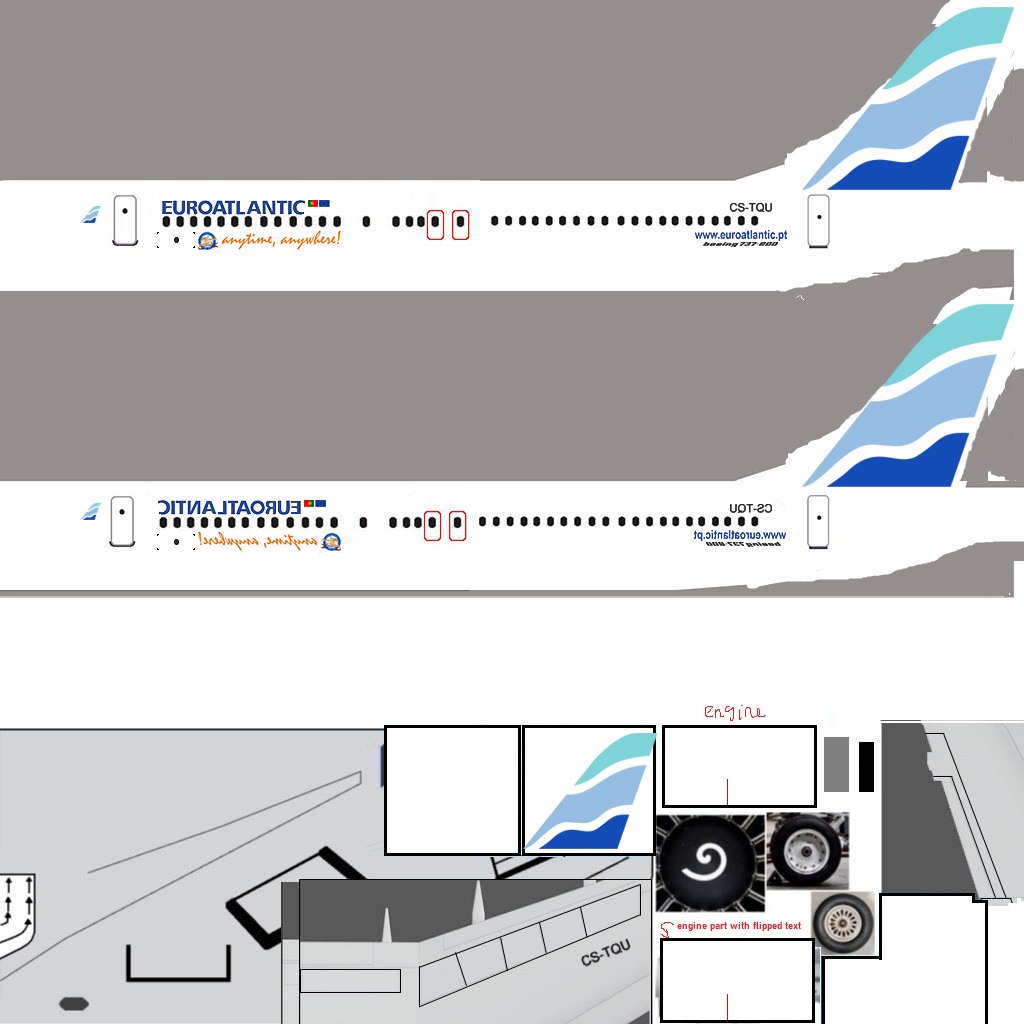 EUROATLANTIC
anytime, anywhere!
CS-TQU
www.euroatlantic.pt
boeing 737-800
EUROATLANTIC
anytime, anywhere!
CS-TQU
www.euroatlantic.pt
boeing 737-800
engine
engine part with flipped text
CS-TQU